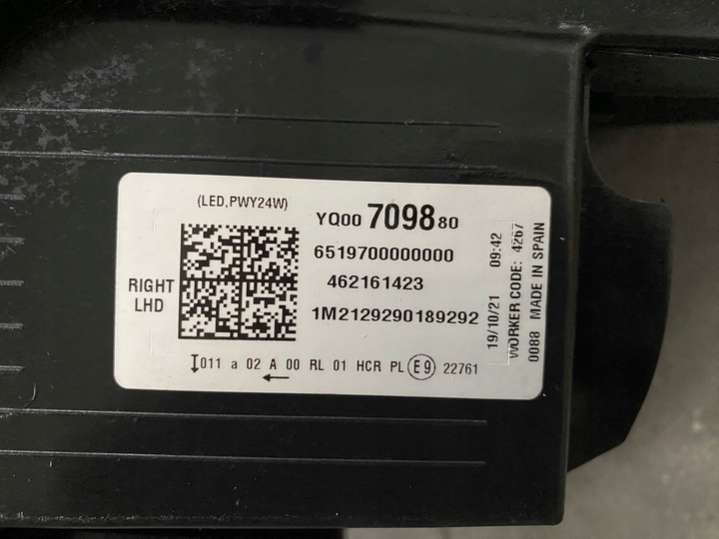 (LED,PWY24W)
YQ00 7098 80
6519700000000
462161423
1M2129290189292
RIGHT
LHD
011 a 02 A 00 RL 01 HCR PL E9 22761
19/10/21 09:42
WORKER CODE: 4267
0088 MADE IN SPAIN